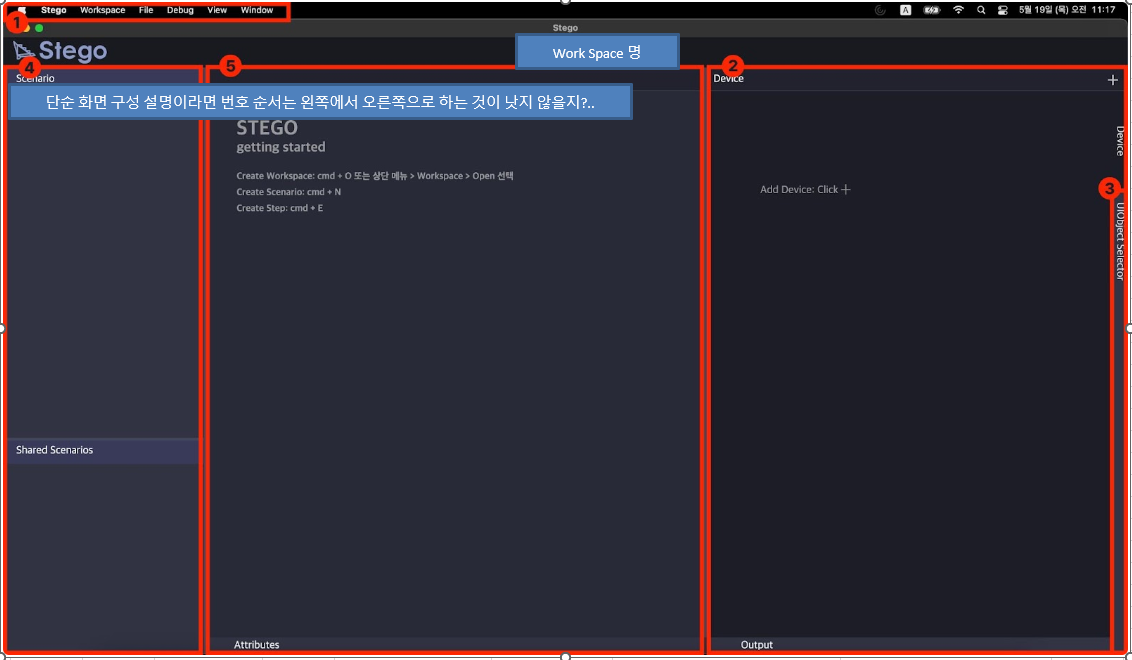 Stego Workspace File Debug View Window
A
5월 19일 (목) 오전 11:17
1
Stego
Stego
Work Space 명
4
5
2
Scenario
Device
단순 화면 구성 설명이라면 번호 순서는 왼쪽에서 오른쪽으로 하는 것이 낫지 않을지?..
STEGO
getting started
Create Workspace: cmd + O 또는 상단 메뉴 > Workspace > Open 선택
Create Scenario: cmd + N
Create Step: cmd + E
Add Device: Click +
Device
3
UIObject Selector
Shared Scenarios
Attributes
Output